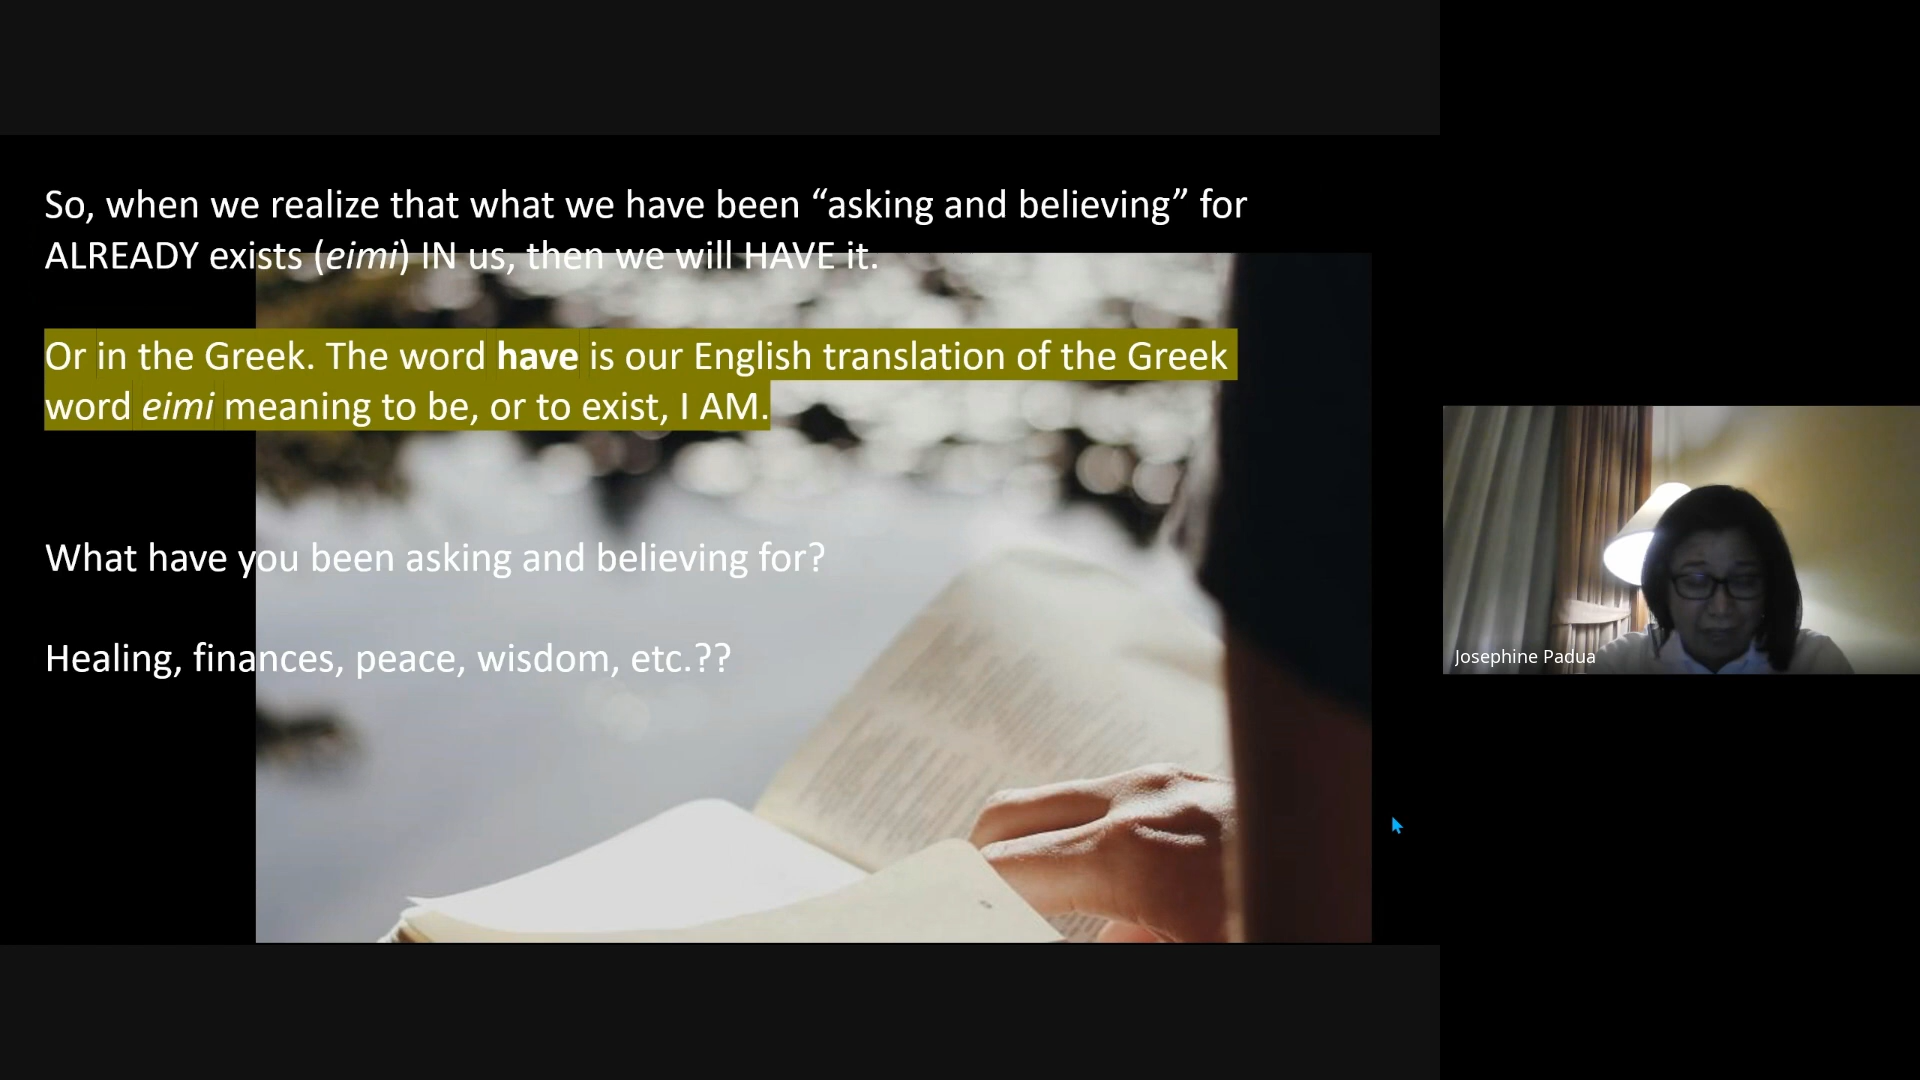 So, when we realize that what we have been “asking and believing” for
ALREADY exists (eimi) IN us, then we will HAVE it.
Or in the Greek. The word have is our English translation of the Greek
word eimi meaning to be, or to exist, I AM.
What have you been asking and believing for?
Healing, finances, peace, wisdom, etc.??
Josephine Padua